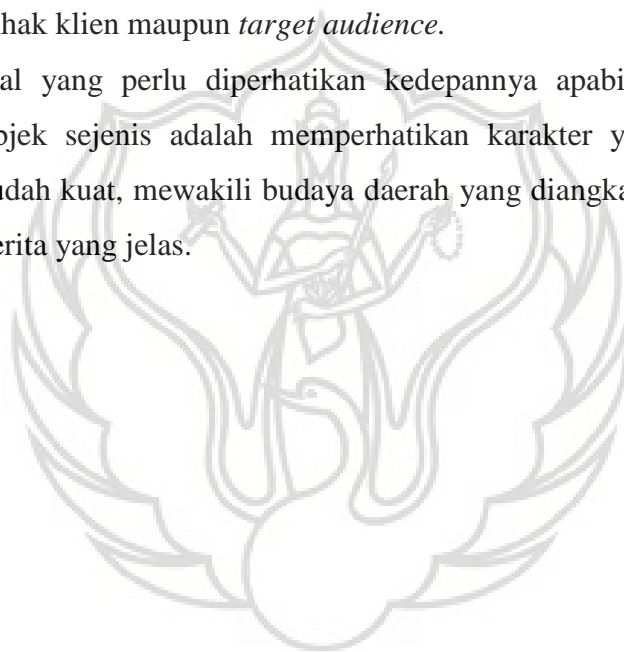 hak klien maupun target audience.
al yang perlu diperhatikan kedepannya apabi
bjek sejenis adalah memperhatikan karakter y
udah kuat, mewakili budaya daerah yang diangka
erita yang jelas.